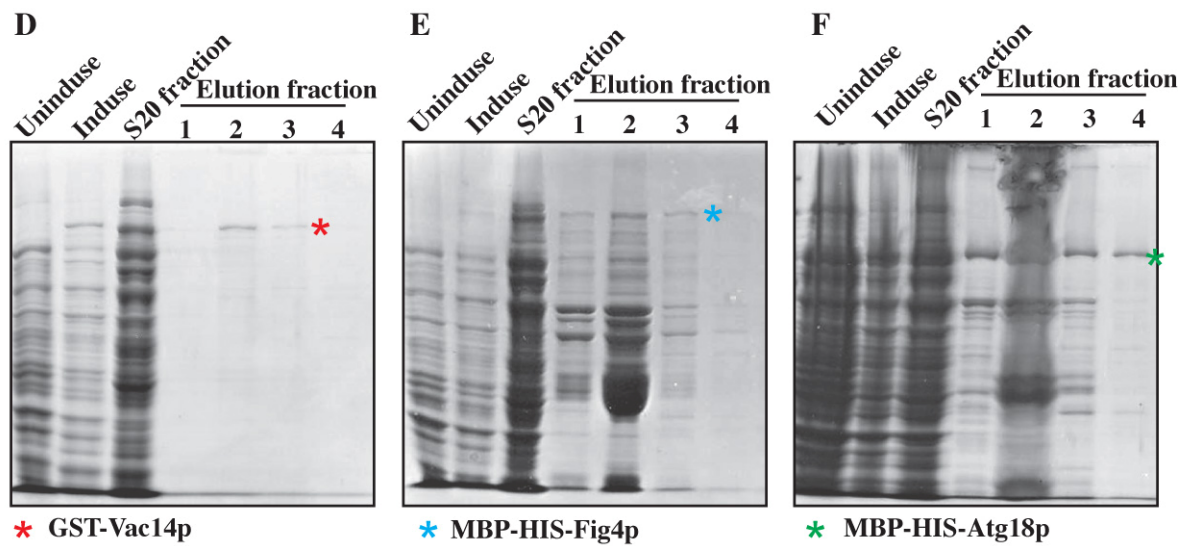 D
Uninduse
Induse
S20 fraction
Elution fraction
1 2 3 4
E
Uninduse
Induse
S20 fraction
Elution fraction
1 2 3 4
F
Uninduse
Induse
S20 fraction
Elution fraction
1 2 3 4
* GST-Vac14p
* MBP-HIS-Fig4p
* MBP-HIS-Atg18p